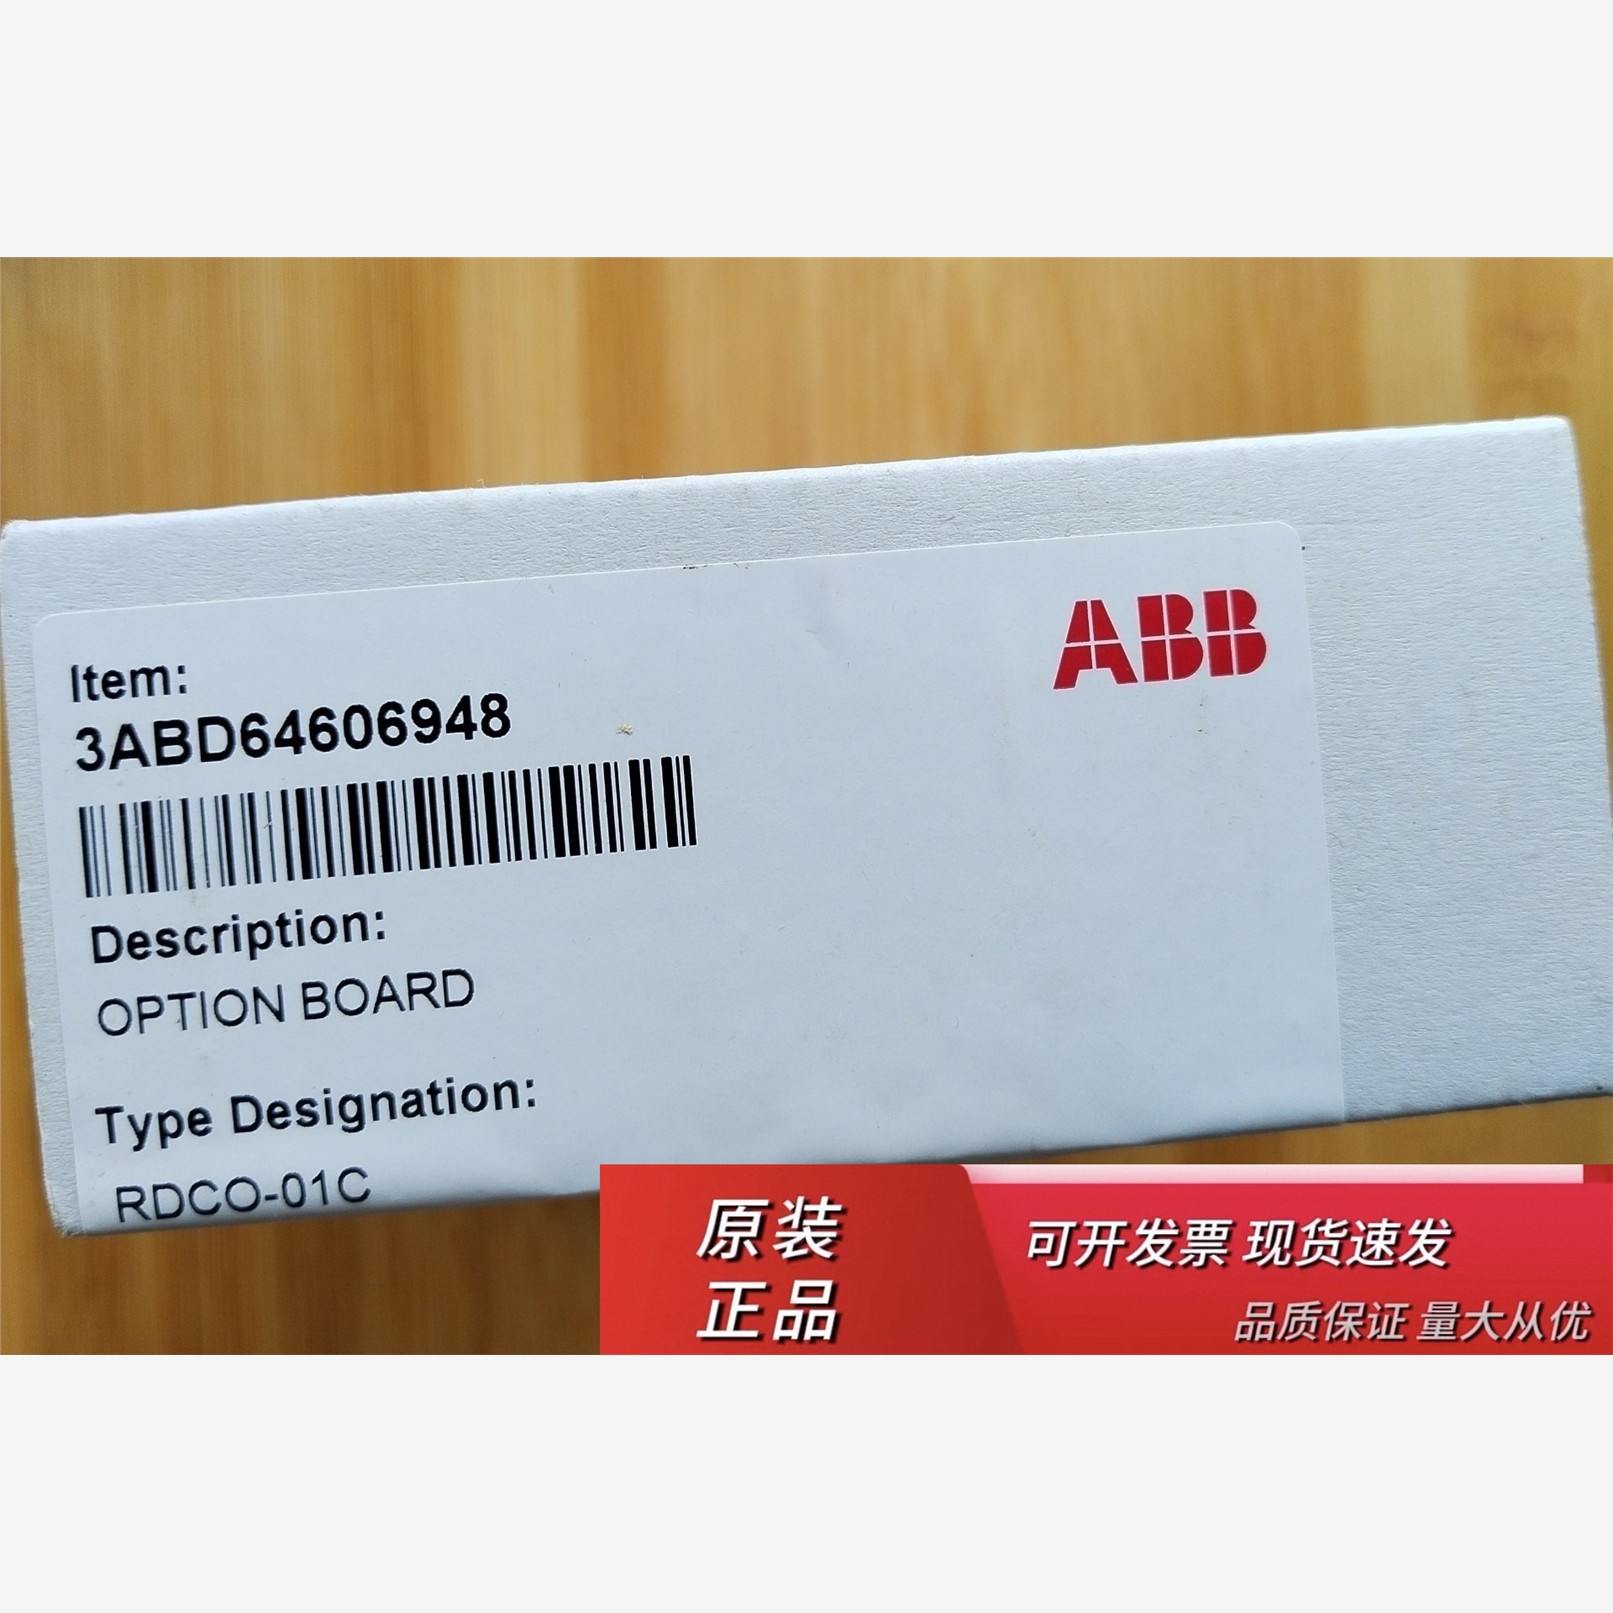 ABB
Item:
3ABD64606948
Description:
OPTION BOARD
Type Designation:
RDCO-01C
原装
正品
可开发票 现货速发
品质保证 量大从优